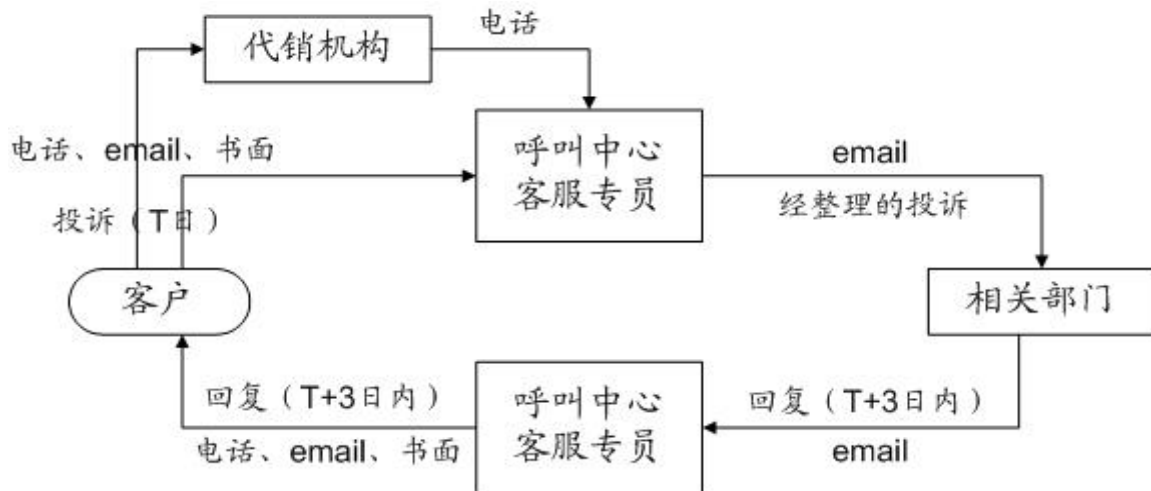 代销机构
电话
呼叫中心
客服专员
电话、email、书面
投诉（T日）
email
经整理的投诉
客户
相关部门
回复（T+3日内）
电话、email、书面
呼叫中心
客服专员
回复（T+3日内）
email